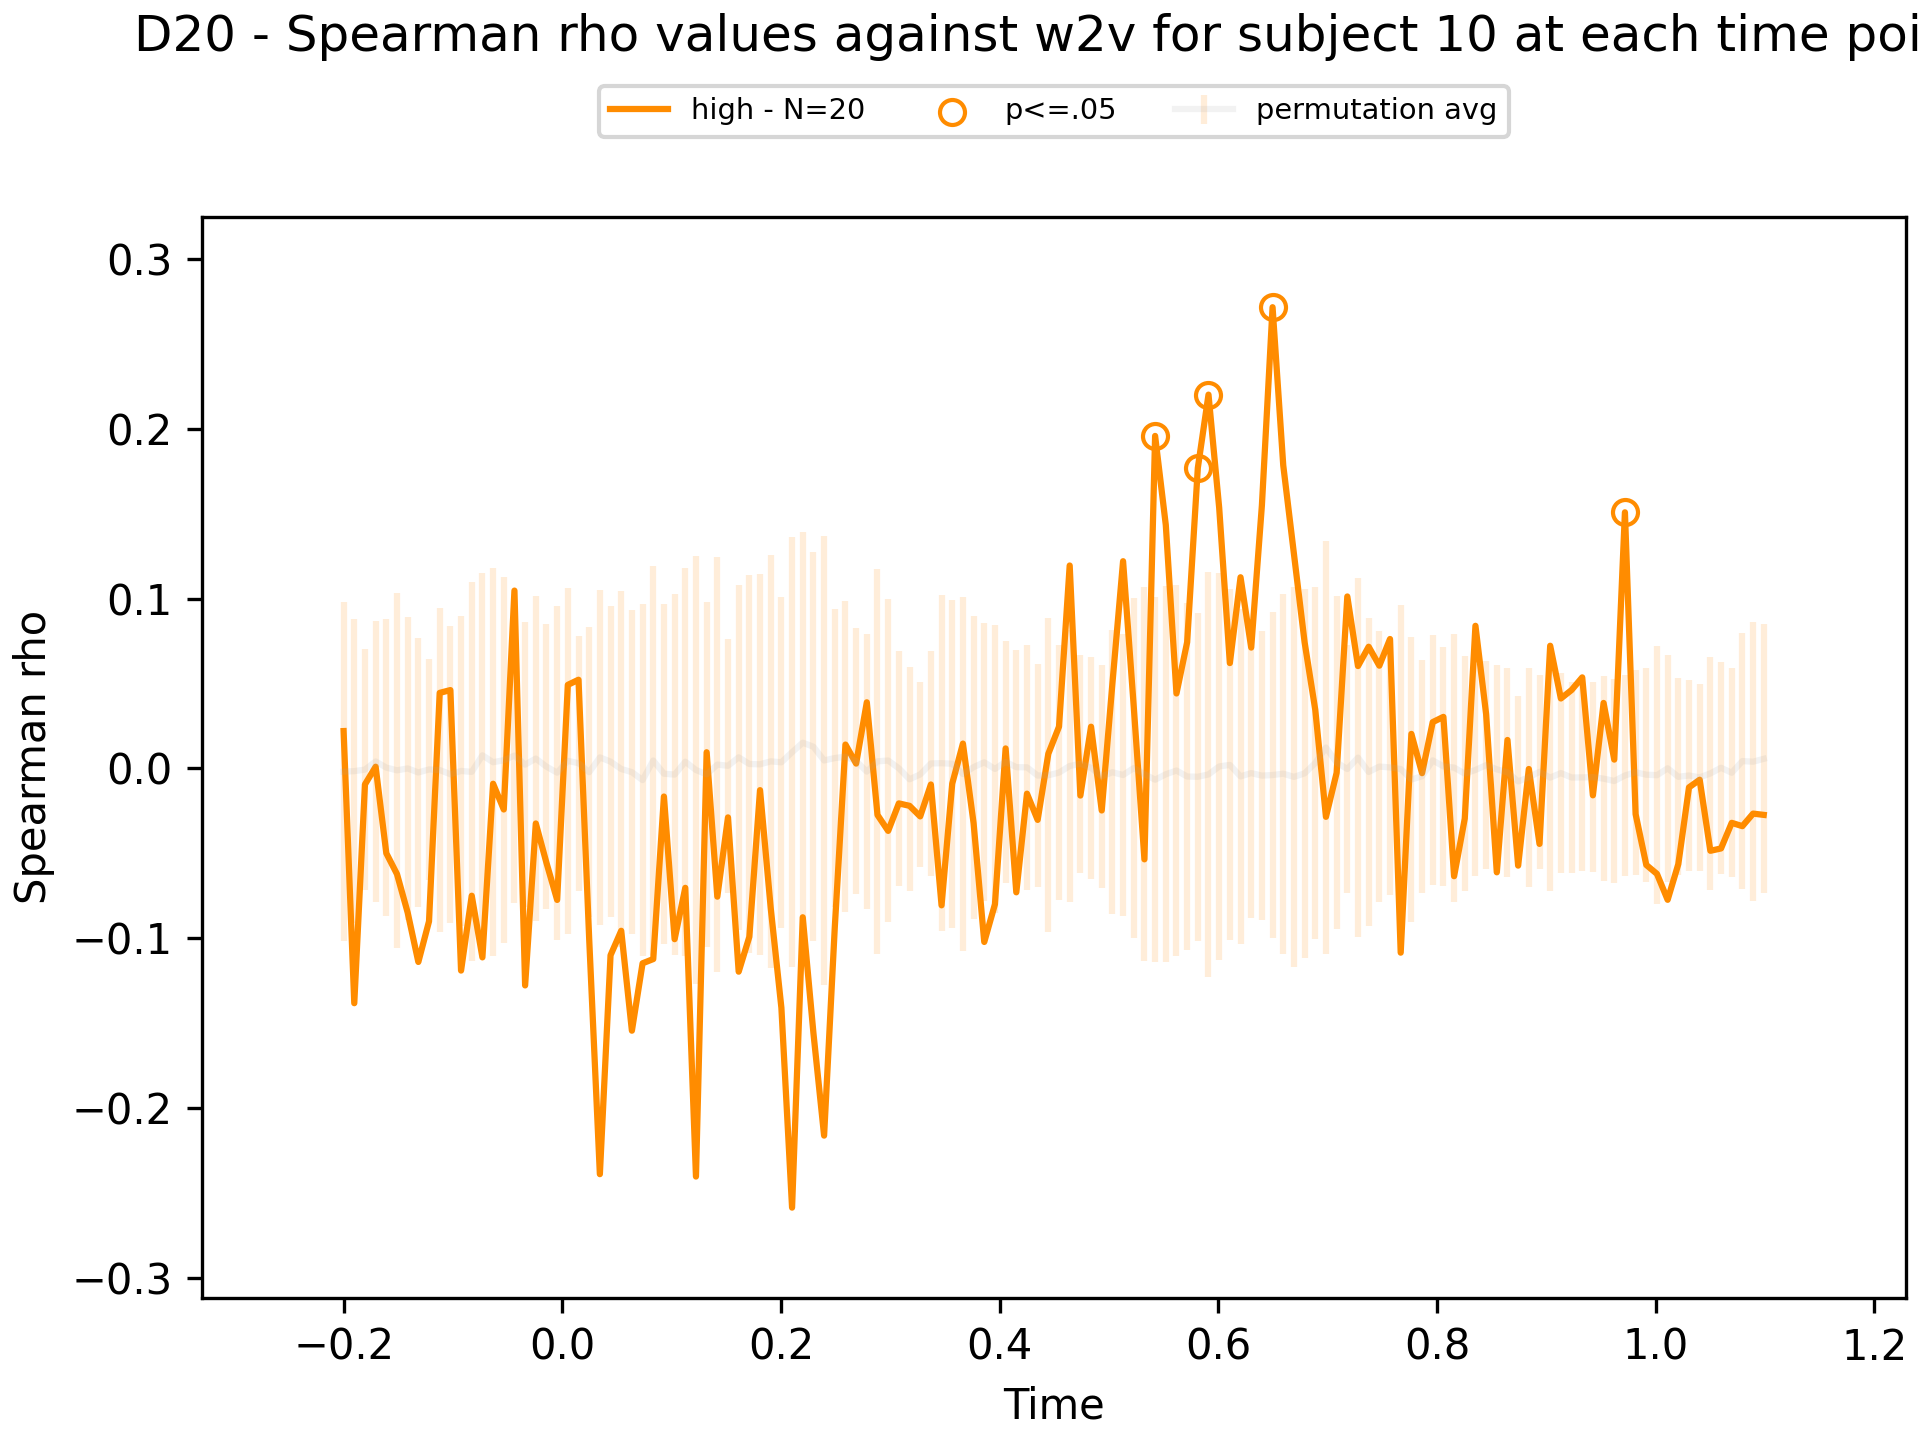 D20 - Spearman rho values against w2v for subject 10 at each time poi
high - N=20 p<=.05 permutation avg
0.3
0.2
0.1
0.0
−0.1
−0.2
−0.3
Spearman rho
−0.2 0.0 0.2 0.4 0.6 0.8 1.0 1.2
Time